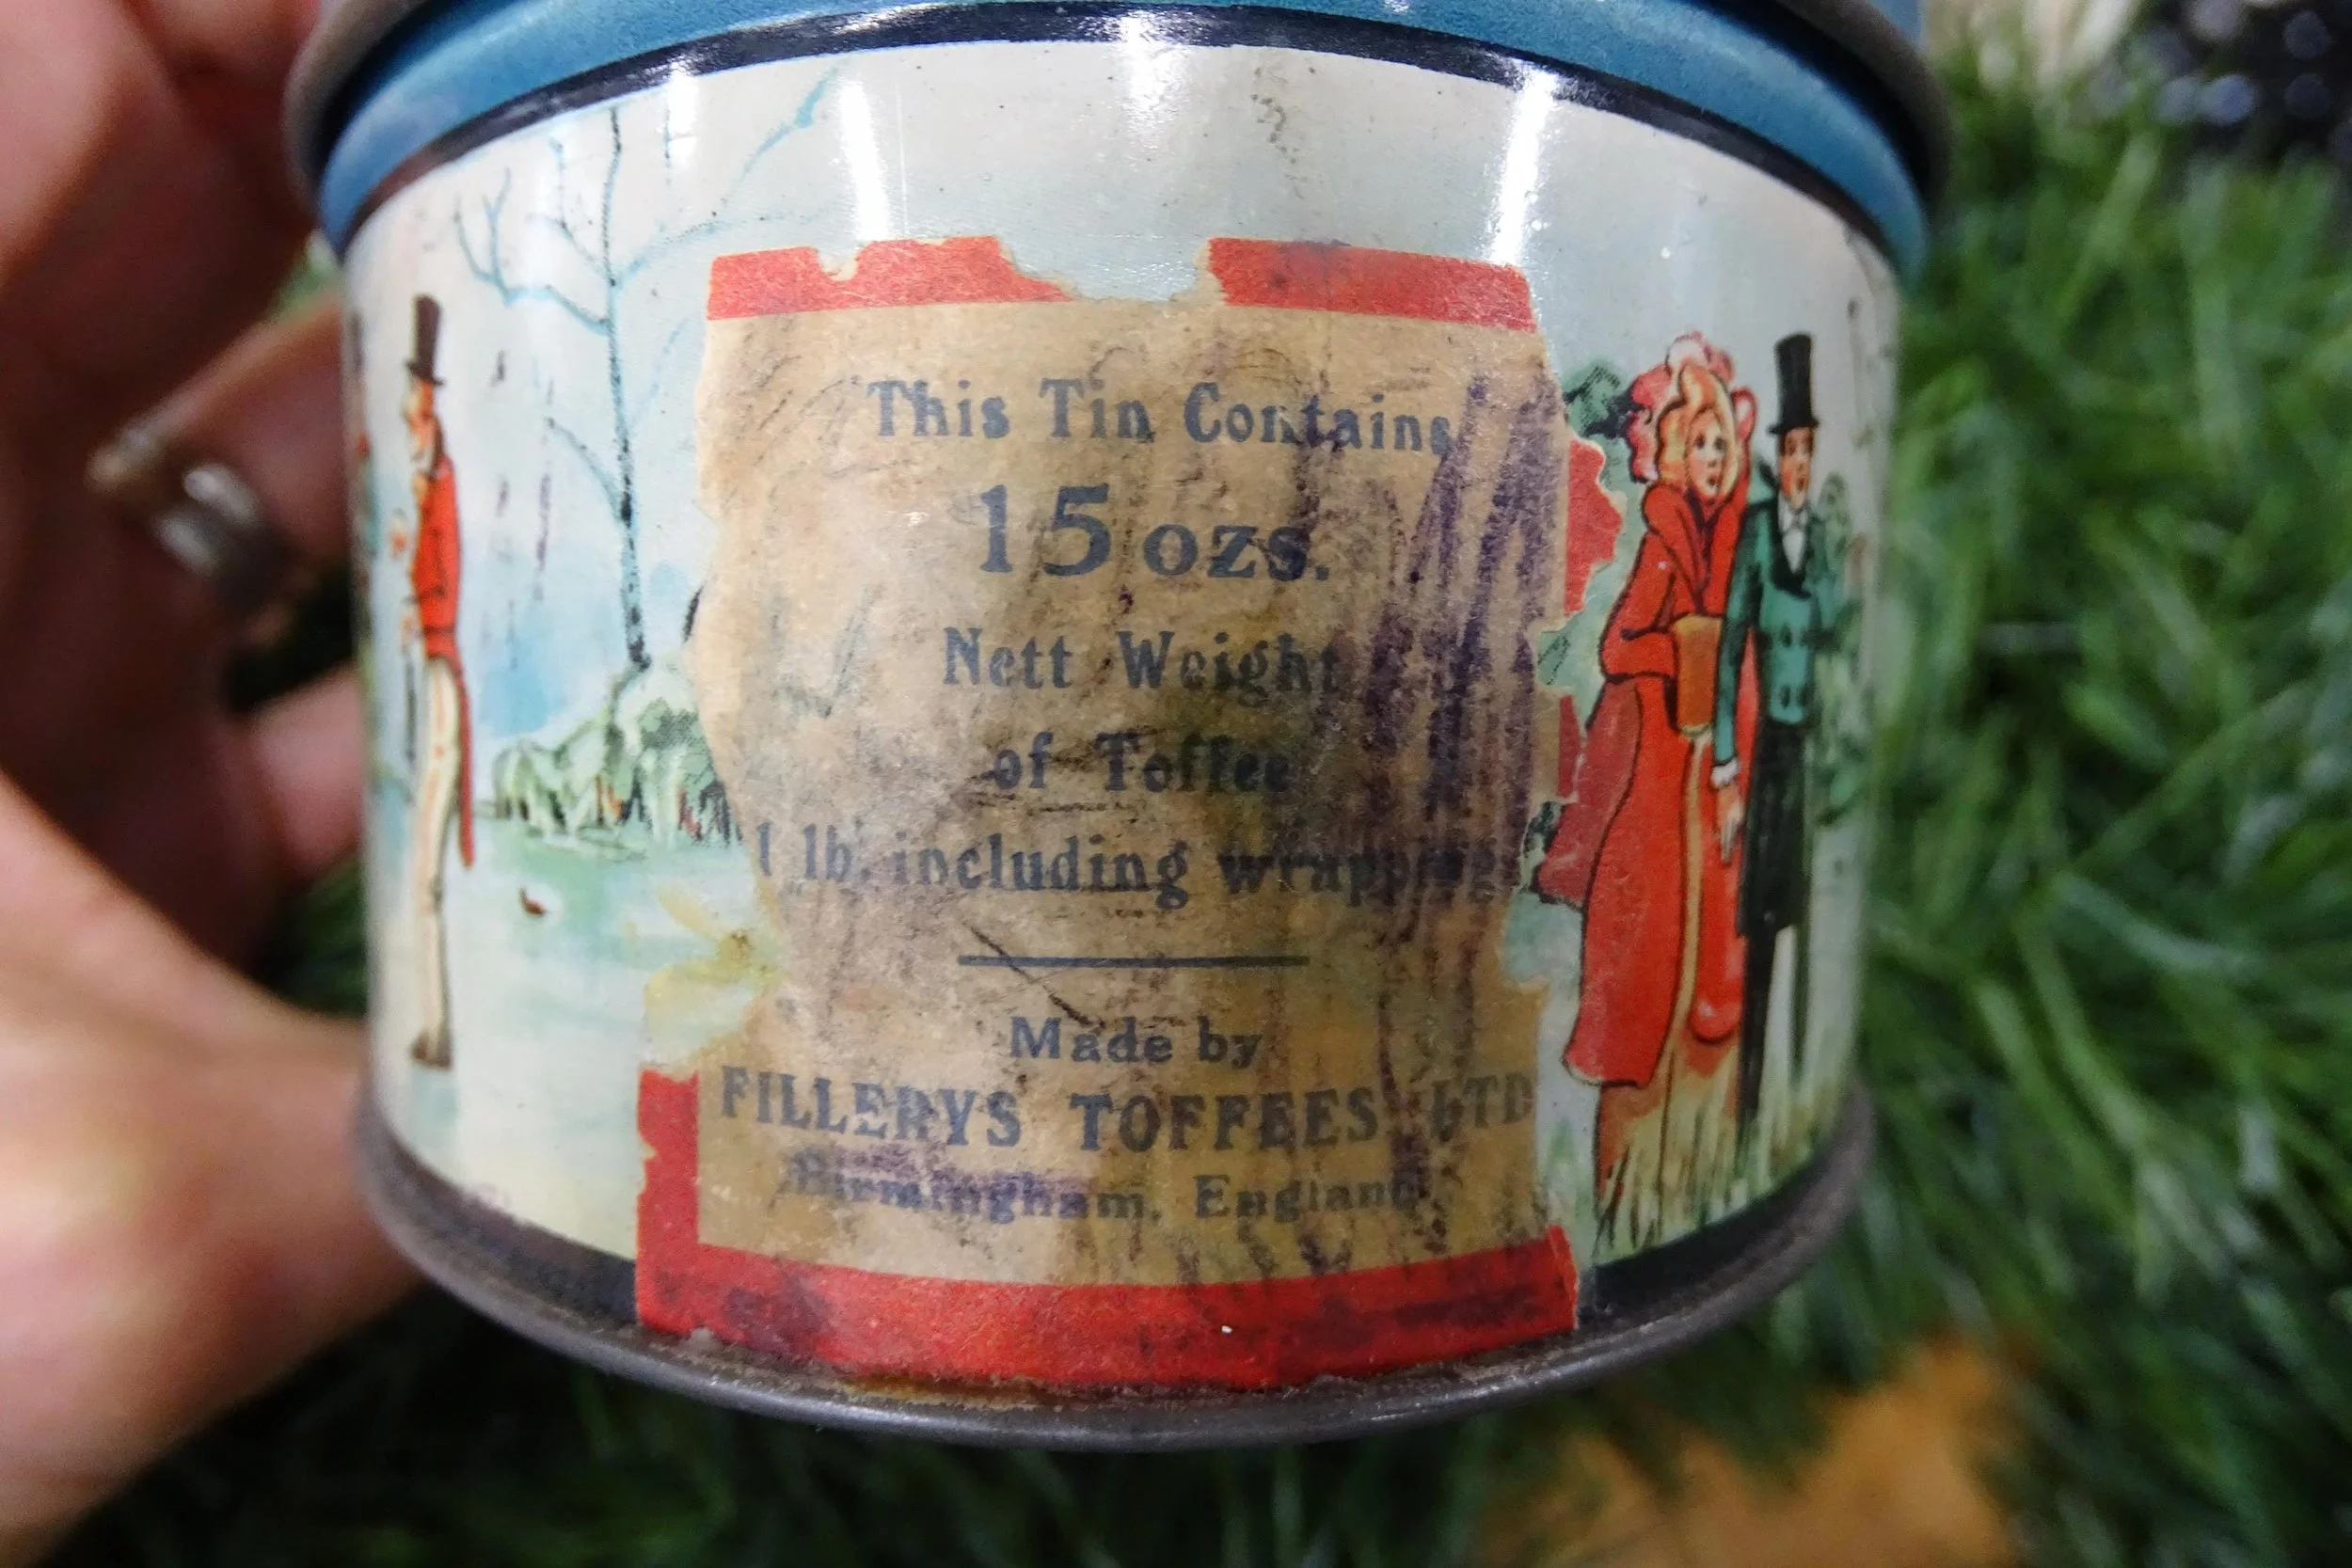 This Tin Contains
15 ozs.
Nett Weight
of Toffee
1 lb. including wrappings
Made by
FILLERYS TOFFEES LTD
Birmingham, England